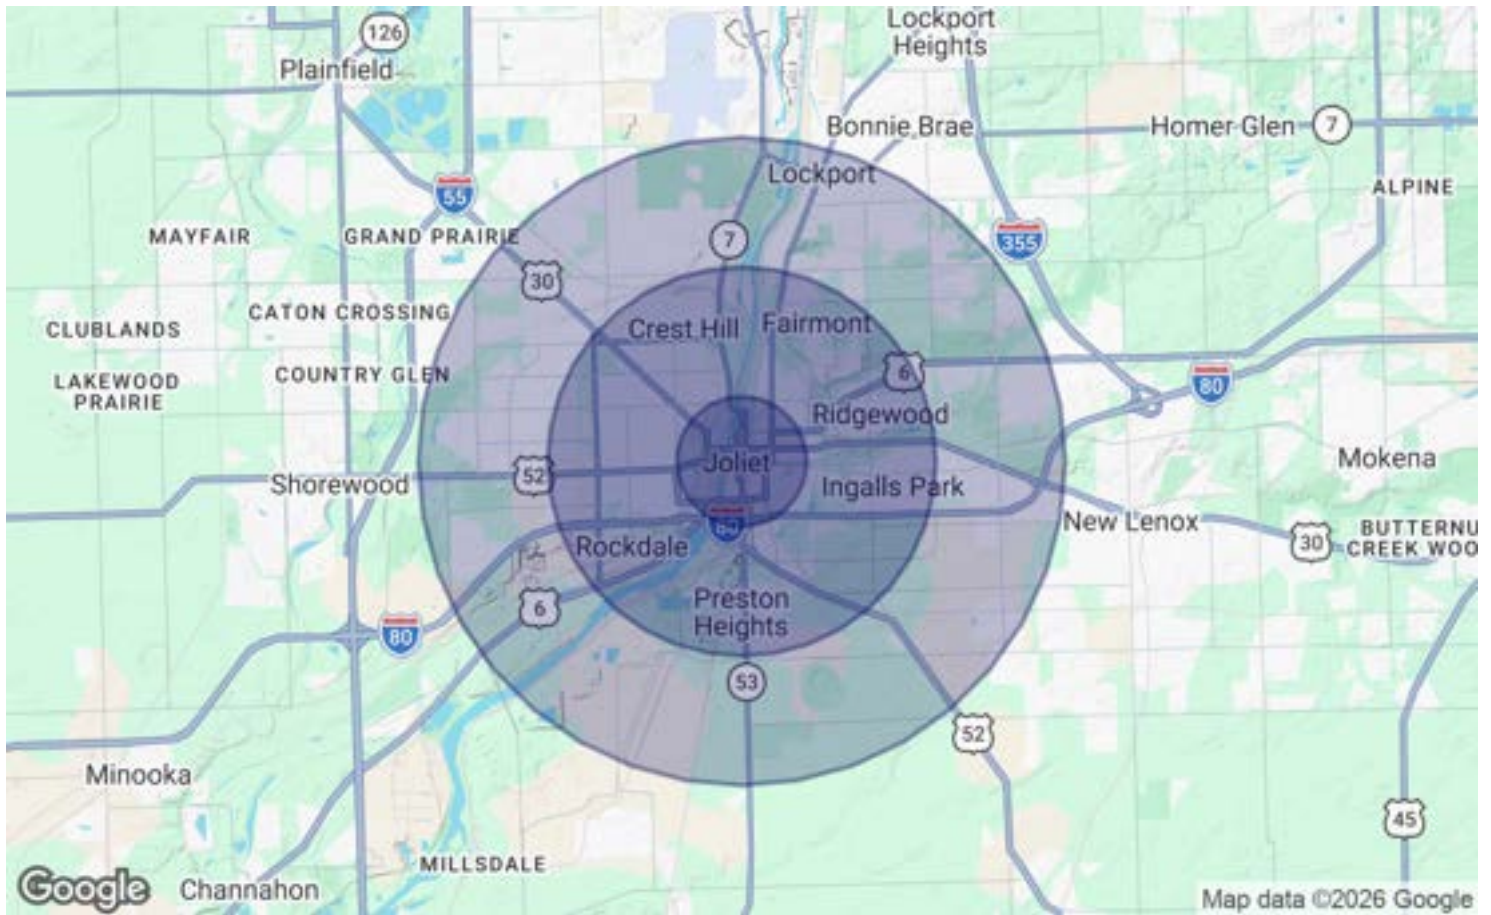 Lockport
Heights
126
Plainfield
Bonnie Brae
Homer Glen
7
Lockport
ALPINE
55
MAYFAIR
GRAND PRAIRIE
7
355
30
CATON CROSSING
CLUBLANDS
Crest Hill
Fairmont
COUNTRY GLEN
6
80
LAKEWOOD
PRAIRIE
Ridgewood
Joliet
Mokena
52
Shorewood
Ingalls Park
80
New Lenox
BUTTERNU
CREEK WOO
30
Rockdale
6
Preston
Heights
80
53
52
Minooka
45
MILLSDALE
Google
Channahon
Map data ©2026 Google